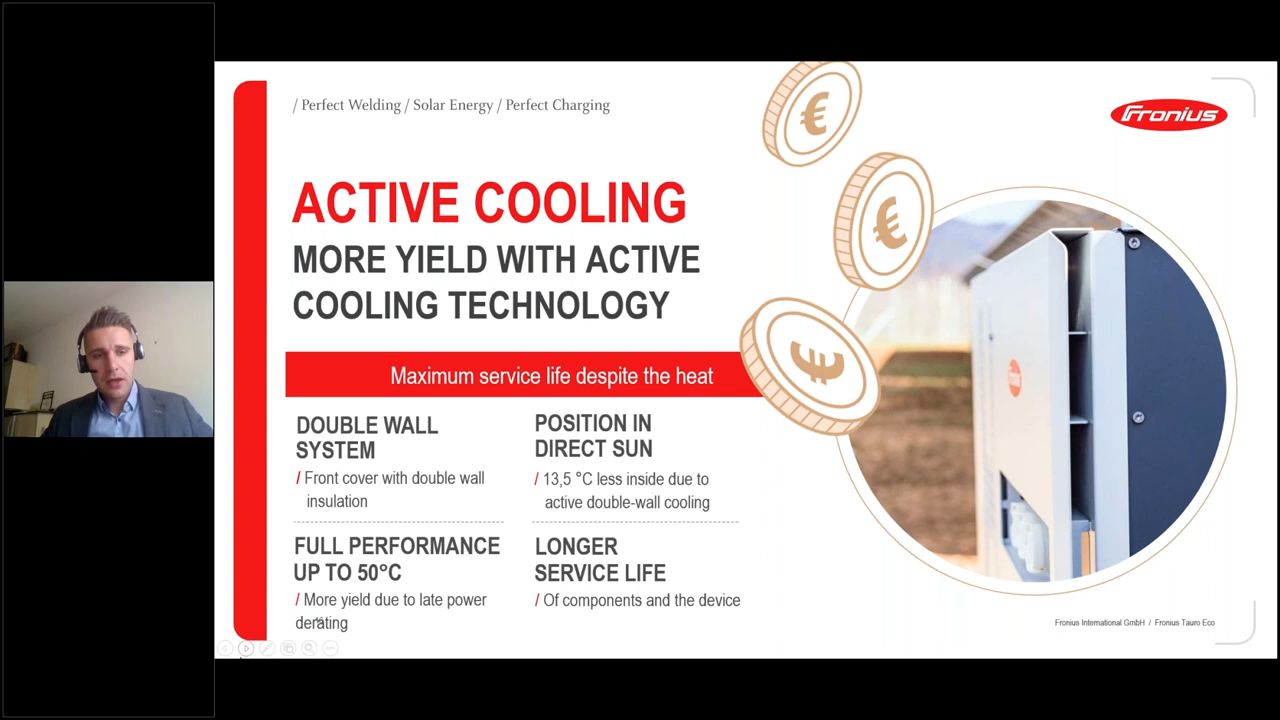 / Perfect Welding / Solar Energy / Perfect Charging
Fronius
ACTIVE COOLING
MORE YIELD WITH ACTIVE
COOLING TECHNOLOGY
€
€
€
Maximum service life despite the heat
DOUBLE WALL
SYSTEM
/ Front cover with double wall
insulation
POSITION IN
DIRECT SUN
/ 13,5 °C less inside due to
active double-wall cooling
FULL PERFORMANCE
UP TO 50°C
/ More yield due to late power
derating
LONGER
SERVICE LIFE
/ Of components and the device
Fronius International GmbH / Fronius Tauro Eco